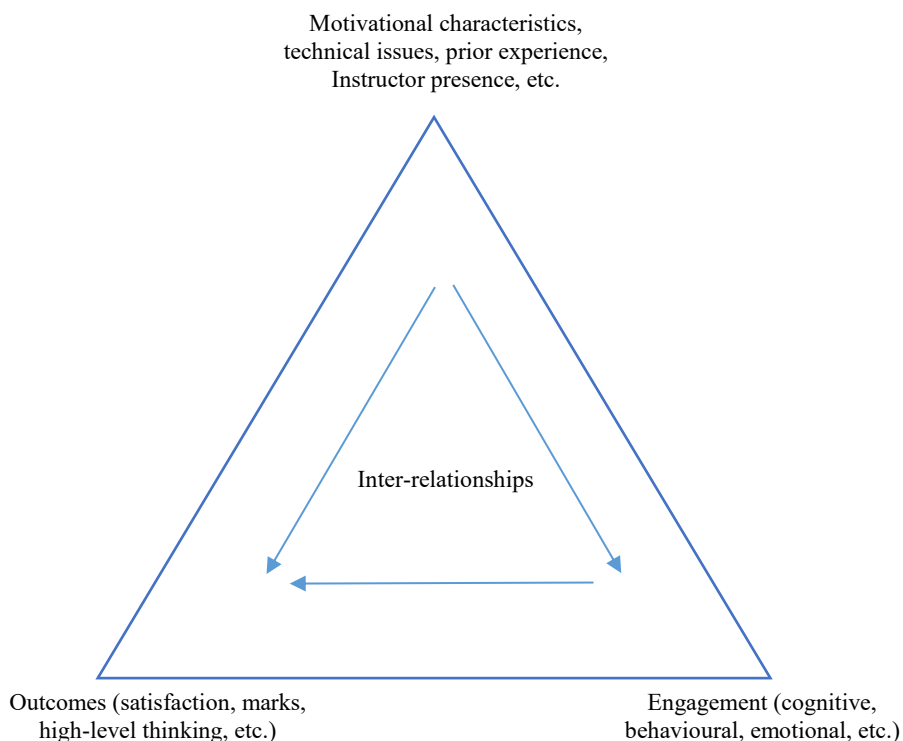 Motivational characteristics,
technical issues, prior experience,
Instructor presence, etc.
Inter-relationships
Outcomes (satisfaction, marks,
high-level thinking, etc.)
Engagement (cognitive,
behavioural, emotional, etc.)